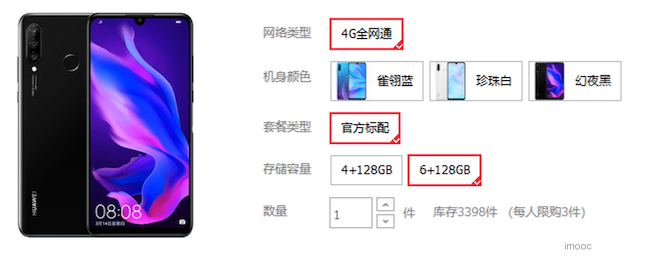 网络类型 4G全网通
机身颜色 雀翎蓝 珍珠白 幻夜黑
套餐类型 官方标配
存储容量 4+128GB 6+128GB
数量 1 件 库存3398件 (每人限购3件)
HUAWEI
08:08
imooc